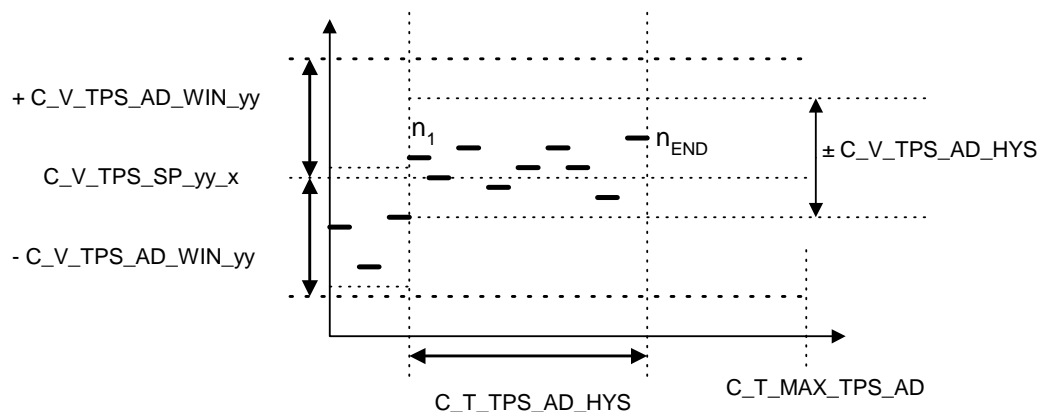 + C_V_TPS_AD_WIN_yy
n1
nEND
± C_V_TPS_AD_HYS
C_V_TPS_SP_yy_x
- C_V_TPS_AD_WIN_yy
C_T_MAX_TPS_AD
C_T_TPS_AD_HYS